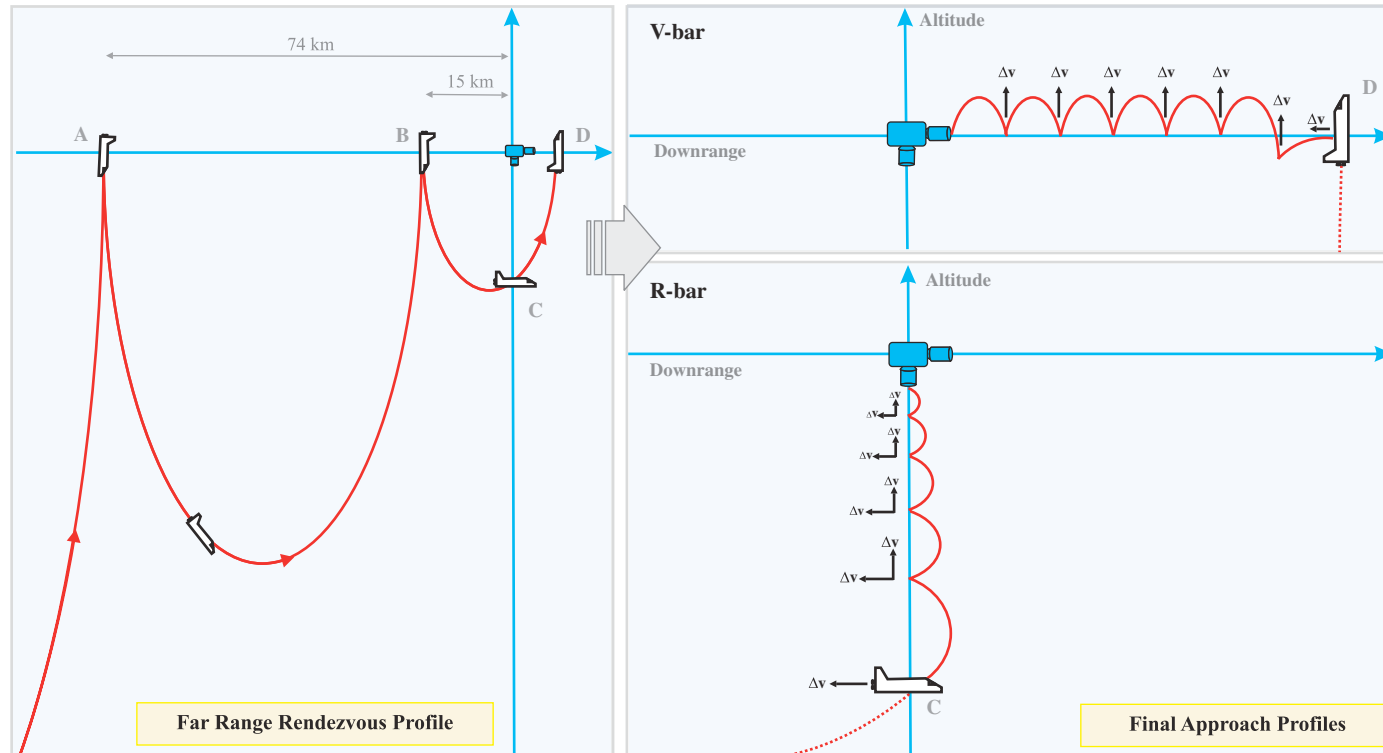 74 km
15 km
A
B
D
C
Far Range Rendezvous Profile
V-bar
Altitude
Δv
Δv
Δv
Δv
Δv
Δv
Δv
D
Downrange
R-bar
Altitude
Downrange
Δv
Δv
Δv
Δv
Δv
Δv
Δv
Δv
Δv
C
Final Approach Profiles